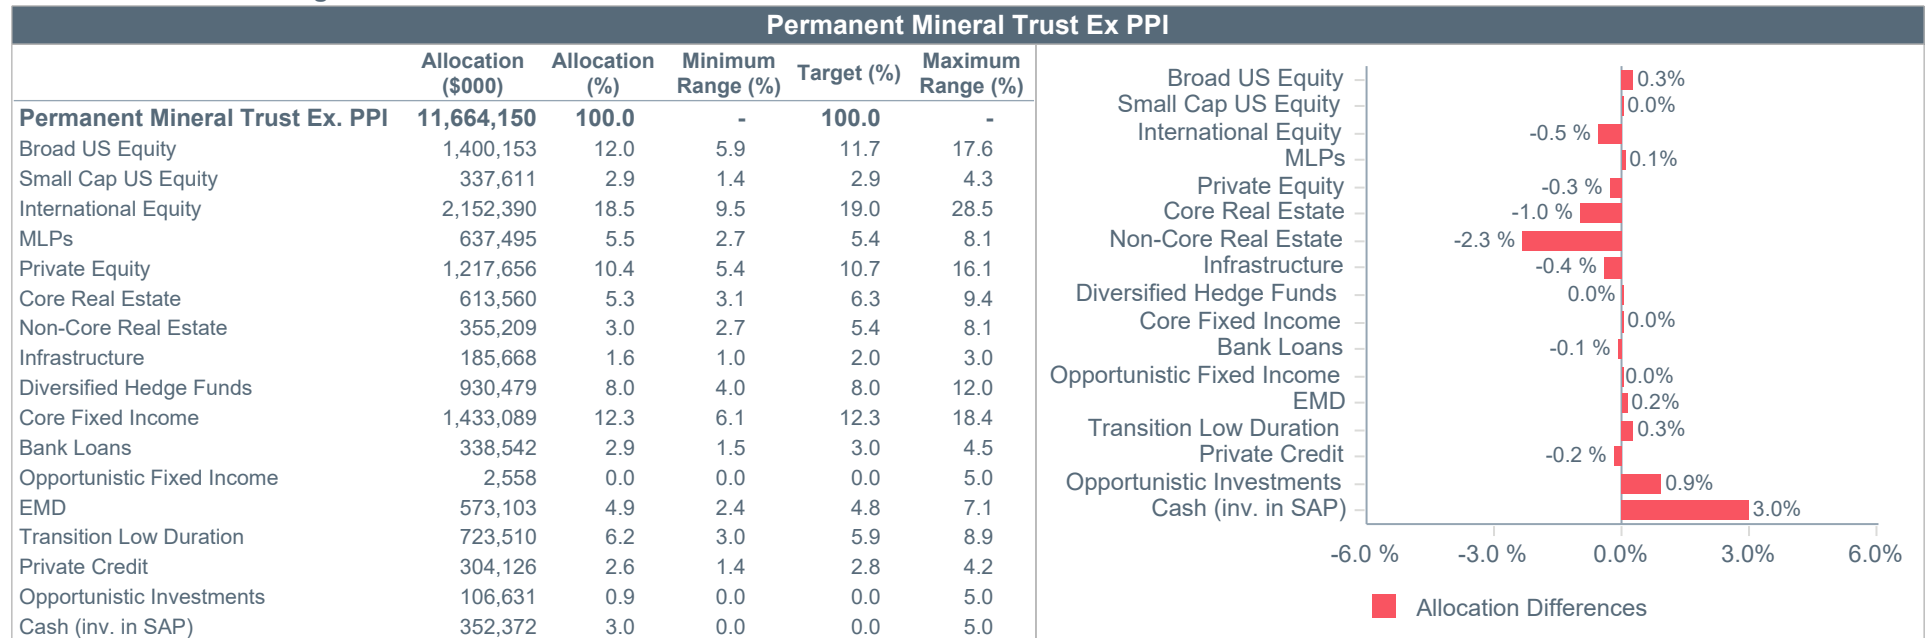 Permanent Mineral Trust Ex PPI
Allocation ($000) Allocation (%) Minimum Range (%) Target (%) Maximum Range (%)
Permanent Mineral Trust Ex. PPI 11,664,150 100.0 - 100.0 -
Broad US Equity 1,400,153 12.0 5.9 11.7 17.6
Small Cap US Equity 337,611 2.9 1.4 2.9 4.3
International Equity 2,152,390 18.5 9.5 19.0 28.5
MLPs 637,495 5.5 2.7 5.4 8.1
Private Equity 1,217,656 10.4 5.4 10.7 16.1
Core Real Estate 613,560 5.3 3.1 6.3 9.4
Non-Core Real Estate 355,209 3.0 2.7 5.4 8.1
Infrastructure 185,668 1.6 1.0 2.0 3.0
Diversified Hedge Funds 930,479 8.0 4.0 8.0 12.0
Core Fixed Income 1,433,089 12.3 6.1 12.3 18.4
Bank Loans 338,542 2.9 1.5 3.0 4.5
Opportunistic Fixed Income 2,558 0.0 0.0 0.0 5.0
EMD 573,103 4.9 2.4 4.8 7.1
Transition Low Duration 723,510 6.2 3.0 5.9 8.9
Private Credit 304,126 2.6 1.4 2.8 4.2
Opportunistic Investments 106,631 0.9 0.0 0.0 5.0
Cash (inv. in SAP) 352,372 3.0 0.0 0.0 5.0
Broad US Equity 0.3%
Small Cap US Equity 0.0%
International Equity -0.5 %
MLPs 0.1%
Private Equity -0.3 %
Core Real Estate -1.0 %
Non-Core Real Estate -2.3 %
Infrastructure -0.4 %
Diversified Hedge Funds 0.0%
Core Fixed Income 0.0%
Bank Loans -0.1 %
Opportunistic Fixed Income 0.0%
EMD 0.2%
Transition Low Duration 0.3%
Private Credit -0.2 %
Opportunistic Investments 0.9%
Cash (inv. in SAP) 3.0%
-6.0 % -3.0 % 0.0% 3.0% 6.0%
Allocation Differences